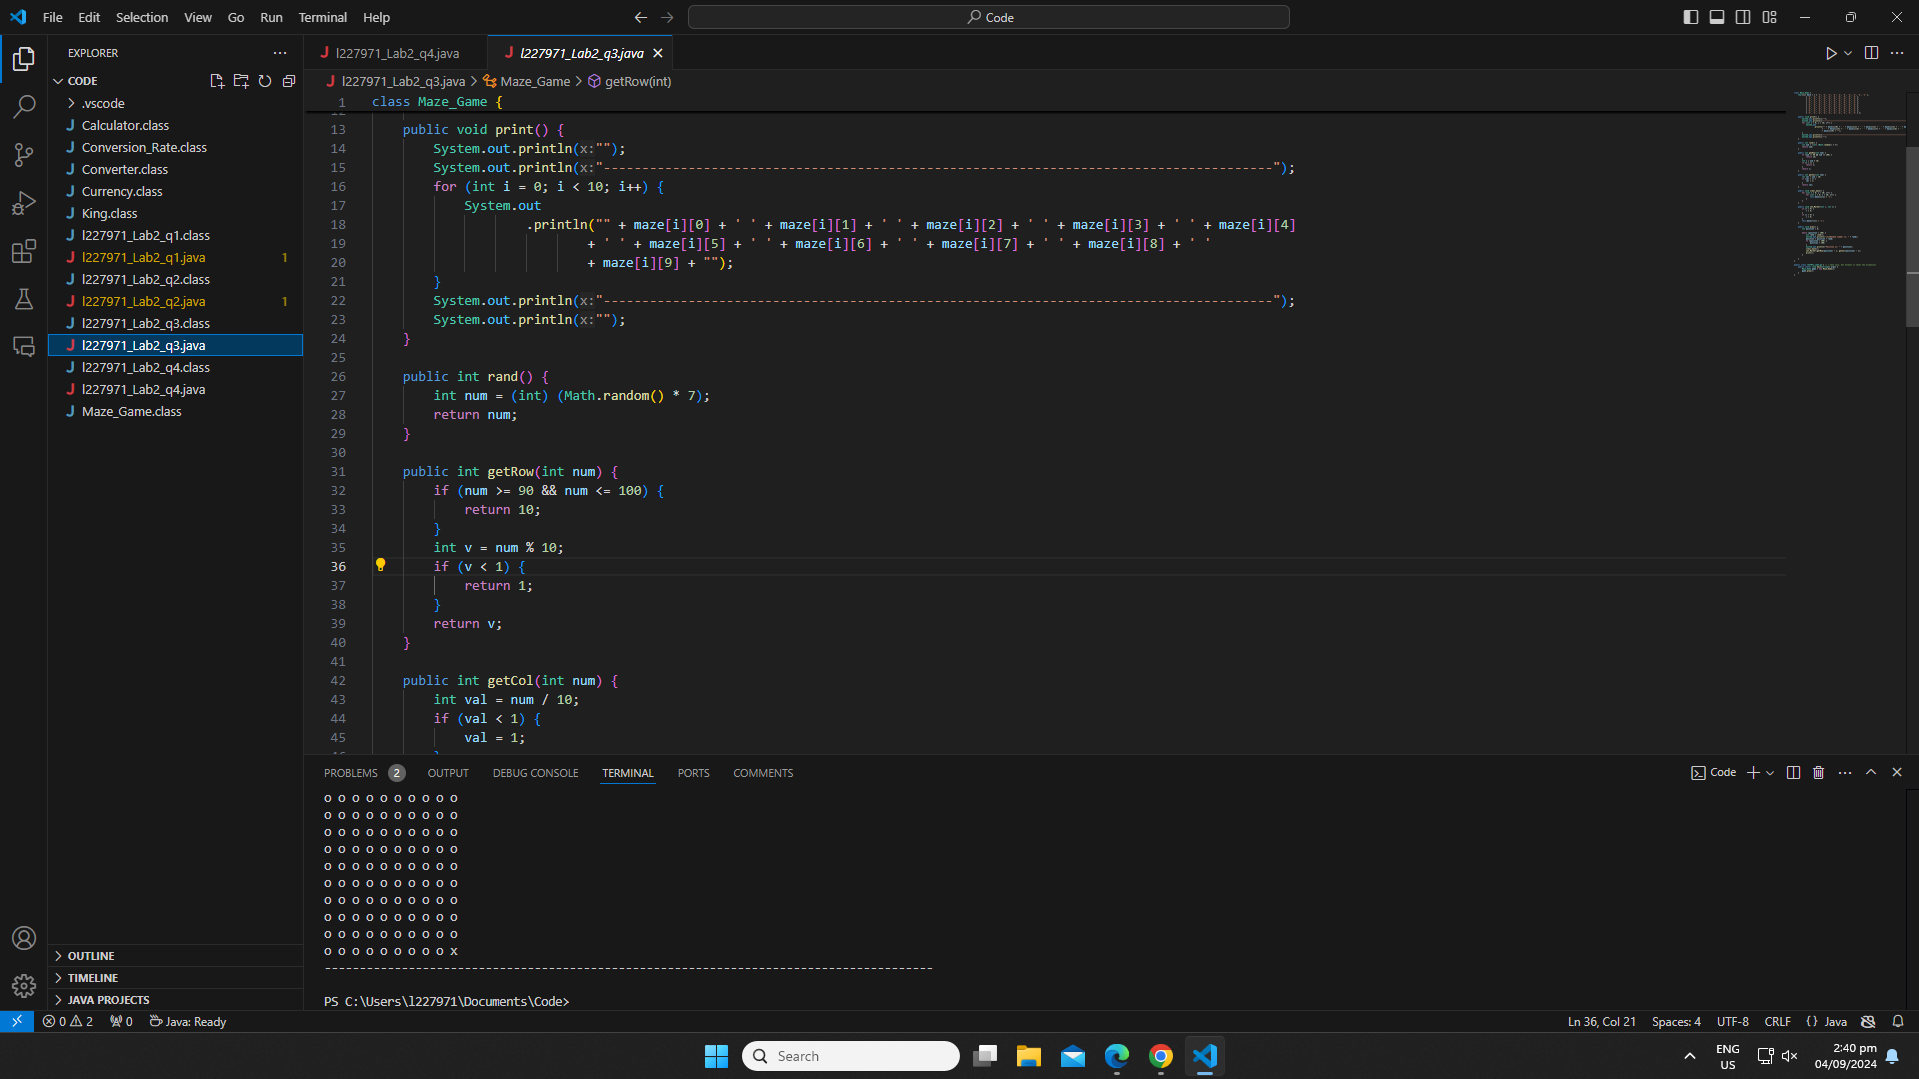 File Edit Selection View Go Run Terminal Help
Code
EXPLORER
l227971_Lab2_q4.java
l227971_Lab2_q3.java
CODE
l227971_Lab2_q3.java > Maze_Game > getRow(int)
.vscode
Calculator.class
Conversion_Rate.class
Converter.class
Currency.class
King.class
l227971_Lab2_q1.class
l227971_Lab2_q1.java 1
l227971_Lab2_q2.class
l227971_Lab2_q2.java 1
l227971_Lab2_q3.class
l227971_Lab2_q3.java
l227971_Lab2_q4.class
l227971_Lab2_q4.java
Maze_Game.class
OUTLINE
TIMELINE
JAVA PROJECTS
1 class Maze_Game {
12
13 public void print() {
14 System.out.println(x:"");
15 System.out.println(x:"---------------------------------------------------------------------------------------");
16 for (int i = 0; i < 10; i++) {
17 System.out
18 .println("" + maze[i][0] + ' ' + maze[i][1] + ' ' + maze[i][2] + ' ' + maze[i][3] + ' ' + maze[i][4]
19 + ' ' + maze[i][5] + ' ' + maze[i][6] + ' ' + maze[i][7] + ' ' + maze[i][8] + ' '
20 + maze[i][9] + "");
21 }
22 System.out.println(x:"---------------------------------------------------------------------------------------");
23 System.out.println(x:"");
24 }
25
26 public int rand() {
27 int num = (int) (Math.random() * 7);
28 return num;
29 }
30
31 public int getRow(int num) {
32 if (num >= 90 && num <= 100) {
33 return 10;
34 }
35 int v = num % 10;
36 if (v < 1) {
37 return 1;
38 }
39 return v;
40 }
41
42 public int getCol(int num) {
43 int val = num / 10;
44 if (val < 1) {
45 val = 1;
46 }
PROBLEMS 2 OUTPUT DEBUG CONSOLE TERMINAL PORTS COMMENTS
Code
o o o o o o o o o o
o o o o o o o o o o
o o o o o o o o o o
o o o o o o o o o o
o o o o o o o o o o
o o o o o o o o o o
o o o o o o o o o o
o o o o o o o o o o
o o o o o o o o o o
o o o o o o o o o x
---------------------------------------------------------------------------------------
PS C:\Users\l227971\Documents\Code>
0 2 0 Java: Ready
Ln 36, Col 21 Spaces: 4 UTF-8 CRLF {} Java
Search
ENG
US
2:40 pm
04/09/2024